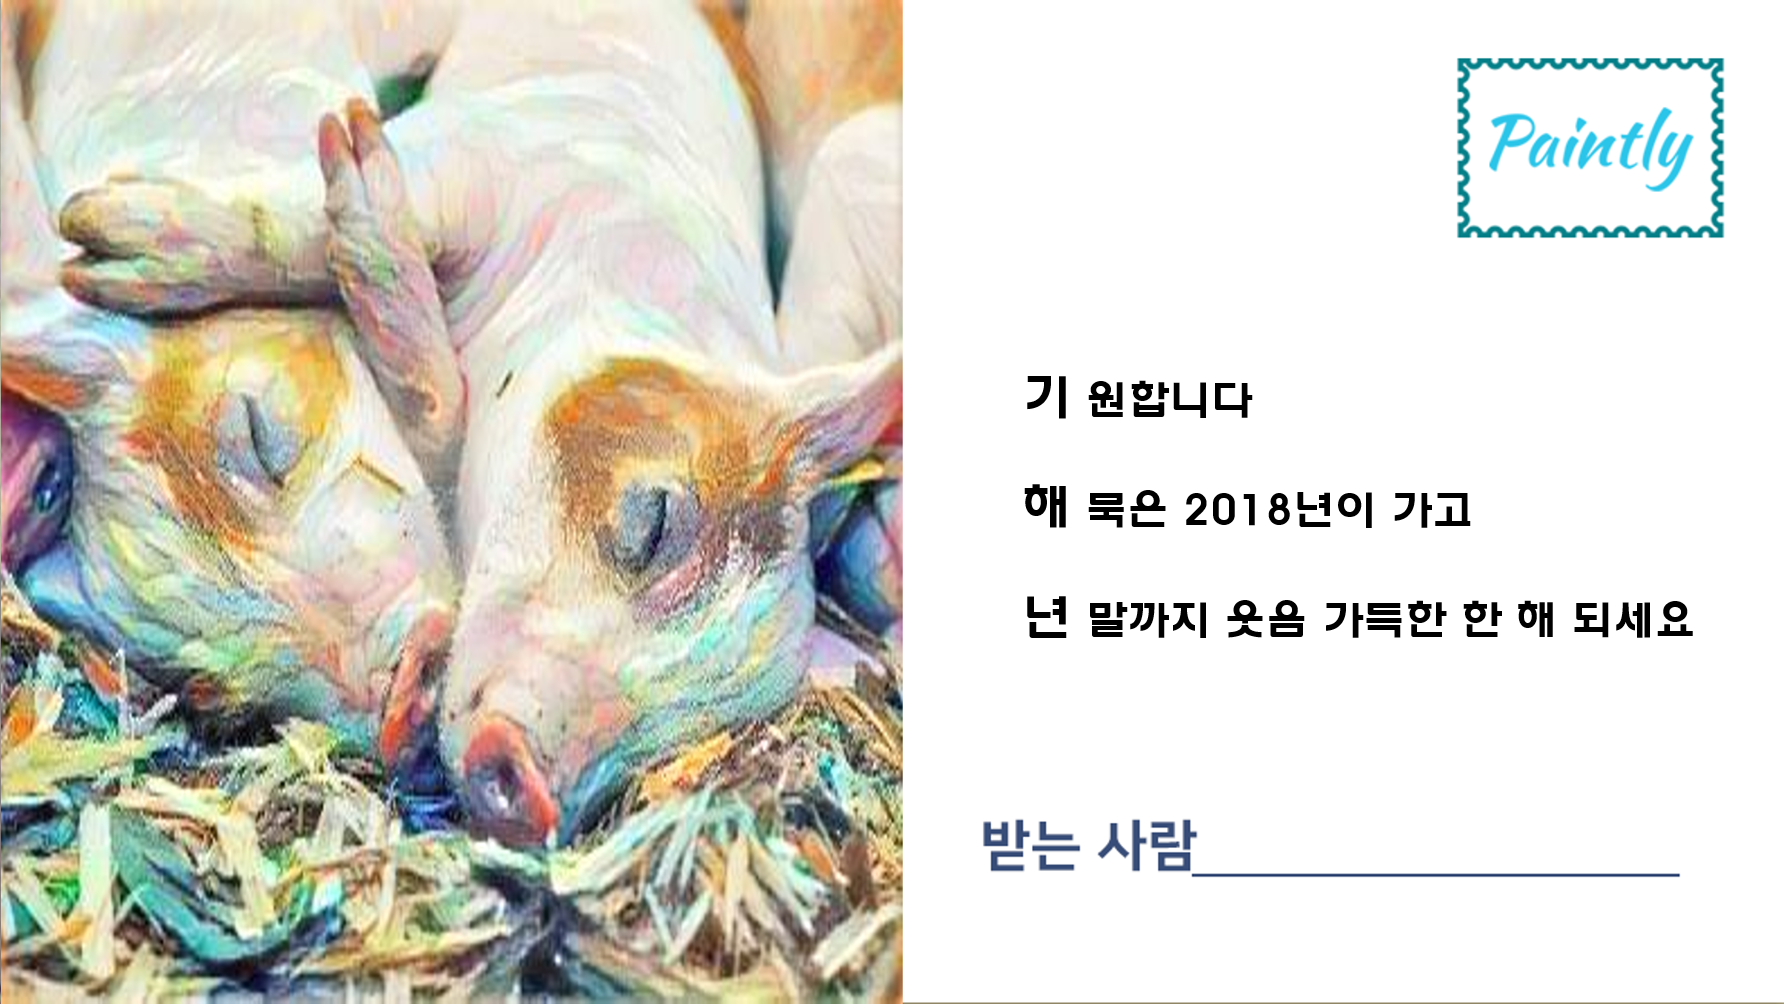 Paintly
기 원합니다
해 묵은 2018년이 가고
년 말까지 웃음 가득한 한 해 되세요
받는 사람